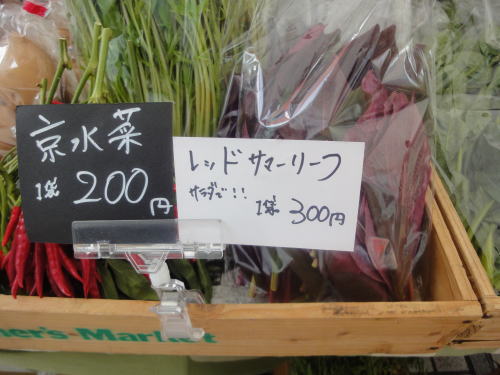 京水菜
1袋 200円
レッドサマーリーフ
サラダで!!
1袋 300円
ner's-Market